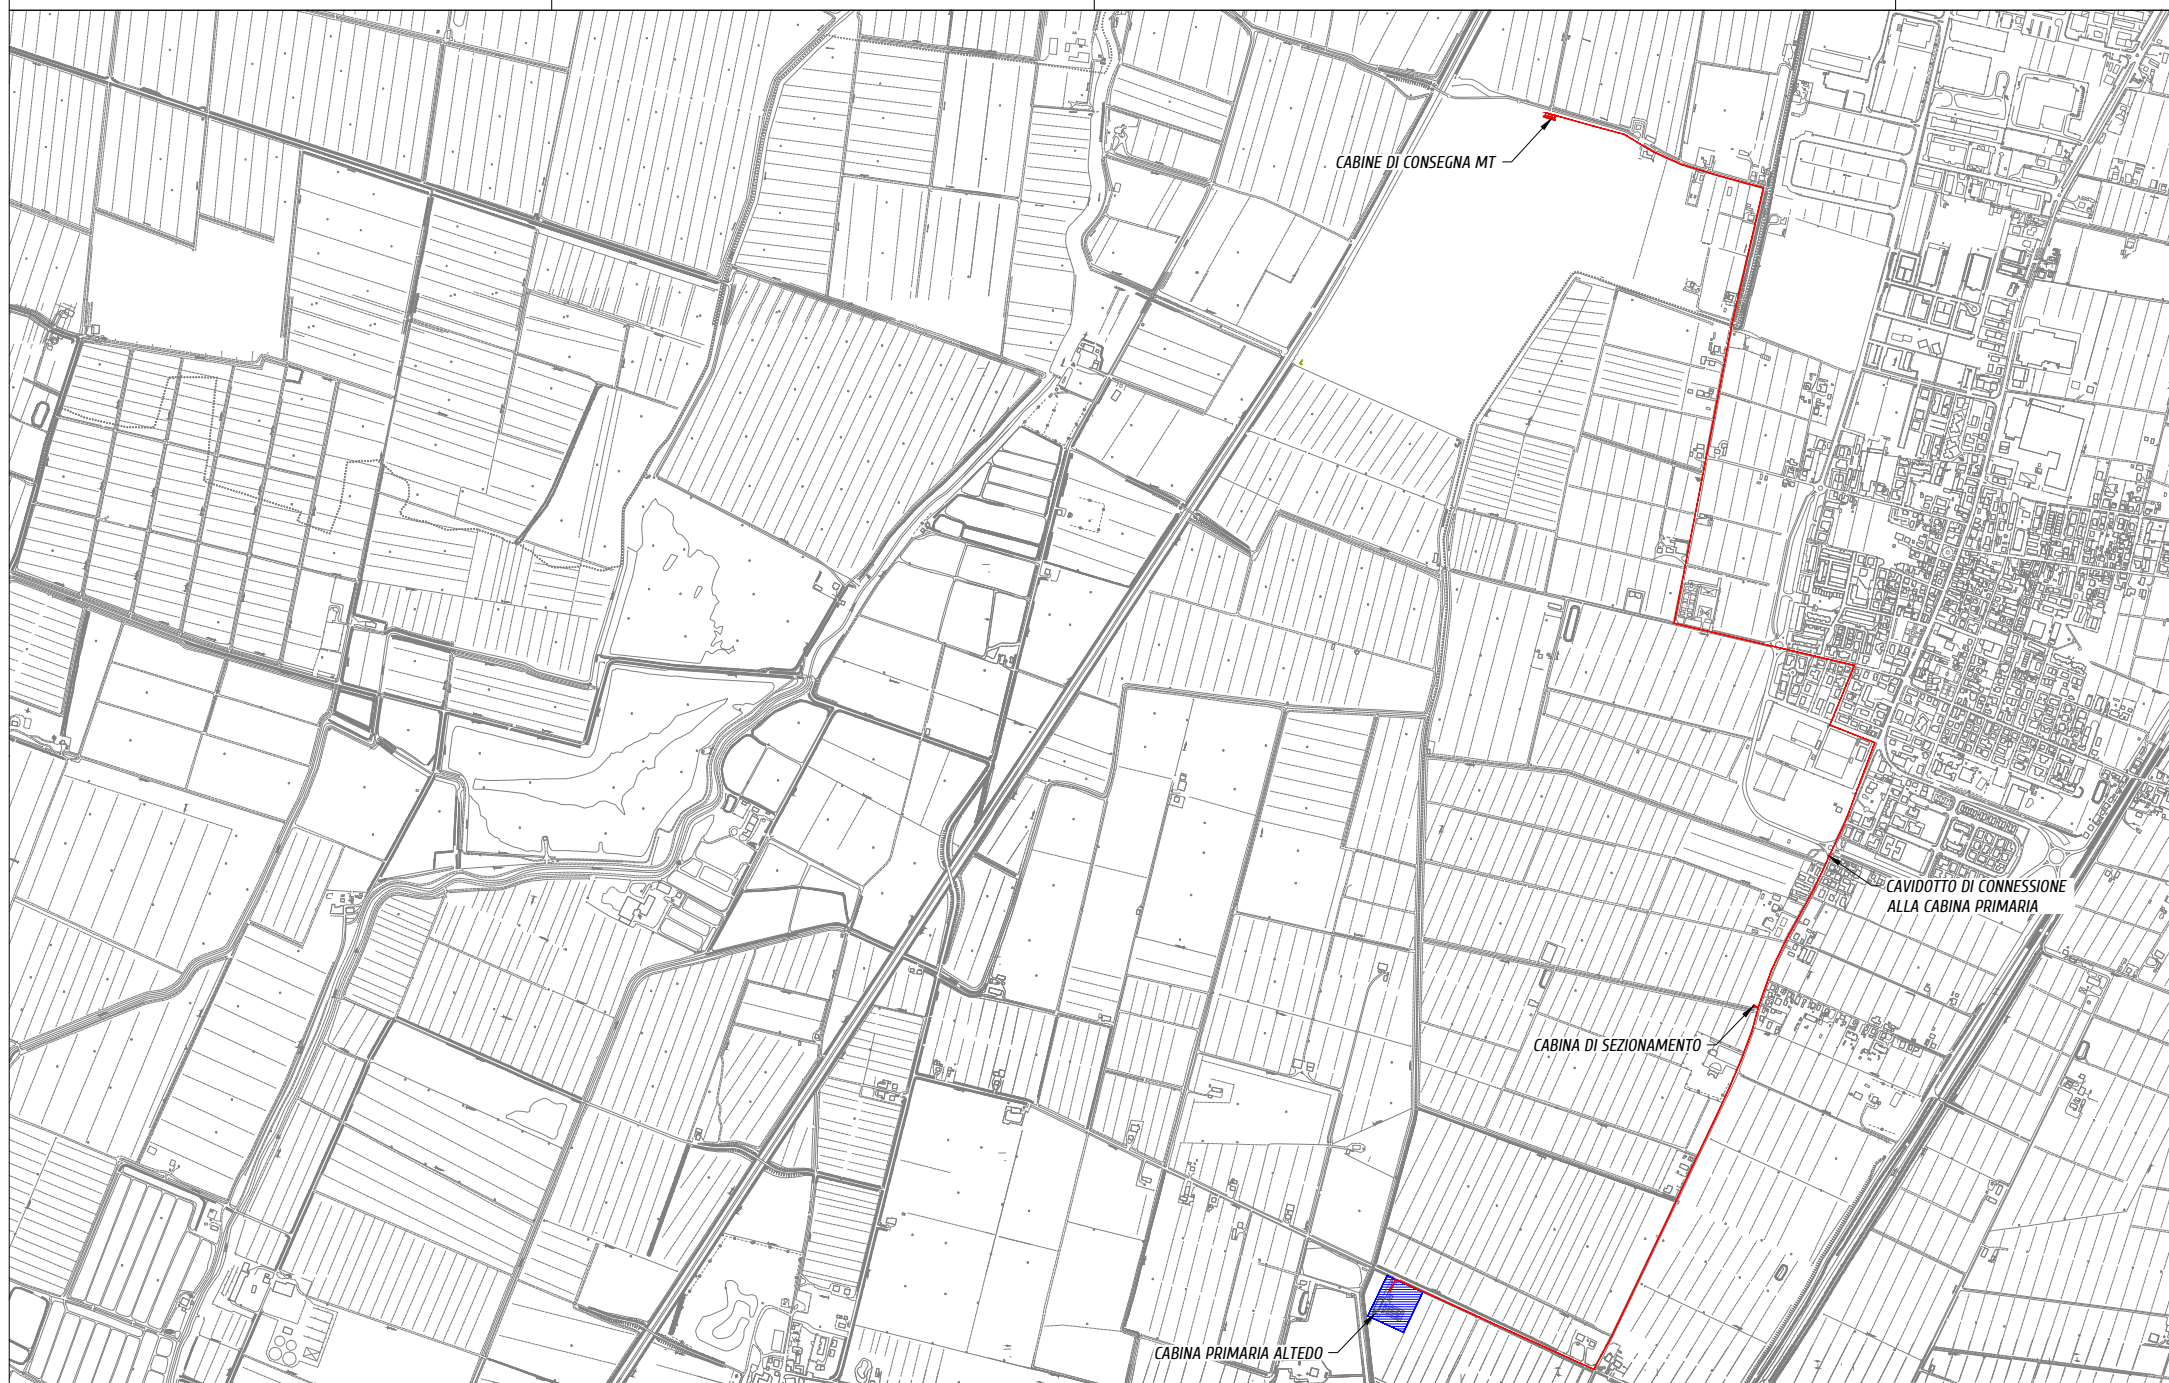 CABINE DI CONSEGNA MT
CAVIDOTTO DI CONNESSIONE
ALLA CABINA PRIMARIA
CABINA DI SEZIONAMENTO
CABINA PRIMARIA ALTEDO